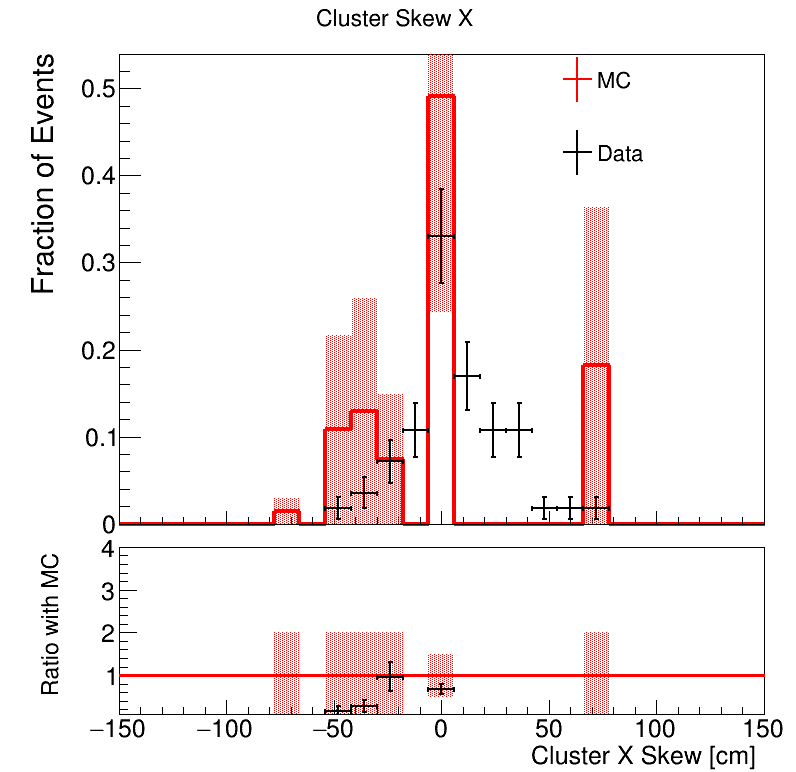 Cluster Skew X
Fraction of Events
0.5
0.4
0.3
0.2
0.1
0
MC
Data
Ratio with MC
4
3
2
1
−150 −100 −50 0 50 100 150
Cluster X Skew [cm]